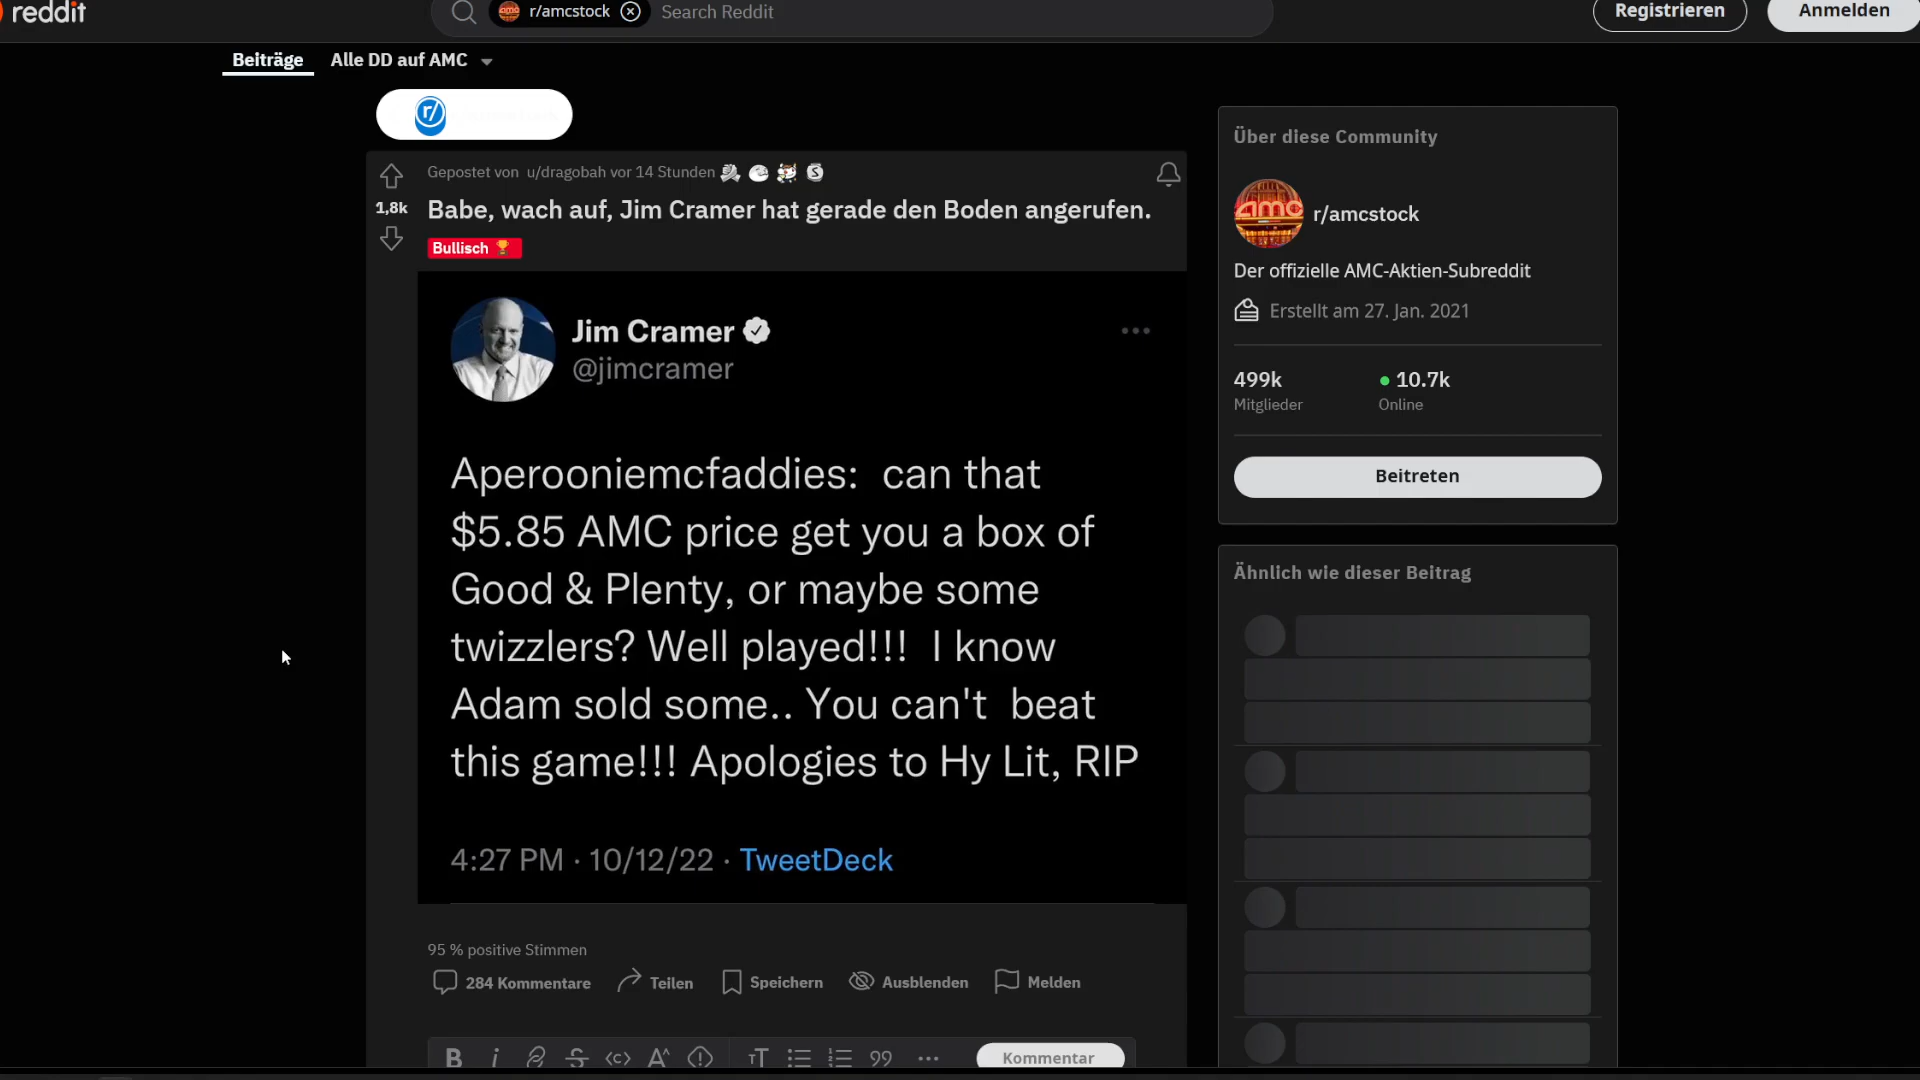 reddit
r/amcstock
Search Reddit
Registrieren
Anmelden
Beiträge
Alle DD auf AMC
r/
Gepostet von u/dragobah vor 14 Stunden
1,8k
Babe, wach auf, Jim Cramer hat gerade den Boden angerufen.
Bullisch
Jim Cramer
@jimcramer
Aperooniemcfaddies: can that
$5.85 AMC price get you a box of
Good & Plenty, or maybe some
twizzlers? Well played!!! I know
Adam sold some.. You can't beat
this game!!! Apologies to Hy Lit, RIP
4:27 PM · 10/12/22 · TweetDeck
95 % positive Stimmen
284 Kommentare
Teilen
Speichern
Ausblenden
Melden
Kommentar
Über diese Community
amc
r/amcstock
Der offizielle AMC-Aktien-Subreddit
Erstellt am 27. Jan. 2021
499k
10.7k
Mitglieder
Online
Beitreten
Ähnlich wie dieser Beitrag